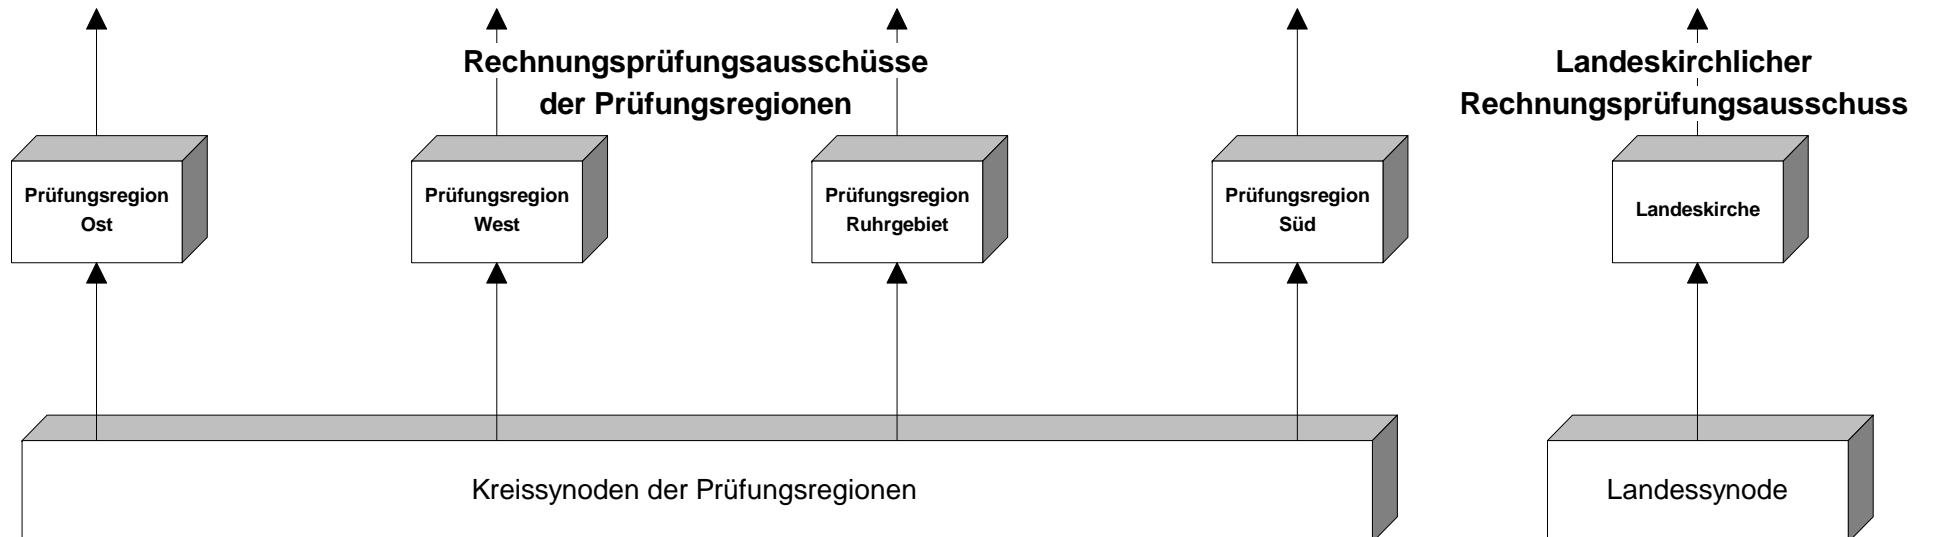 Rechnungsprüfungsausschüsse
der Prüfungsregionen
Landeskirchlicher
Rechnungsprüfungsausschuss
Prüfungsregion
Ost
Prüfungsregion
West
Prüfungsregion
Ruhrgebiet
Prüfungsregion
Süd
Landeskirche
Kreissynoden der Prüfungsregionen
Landessynode